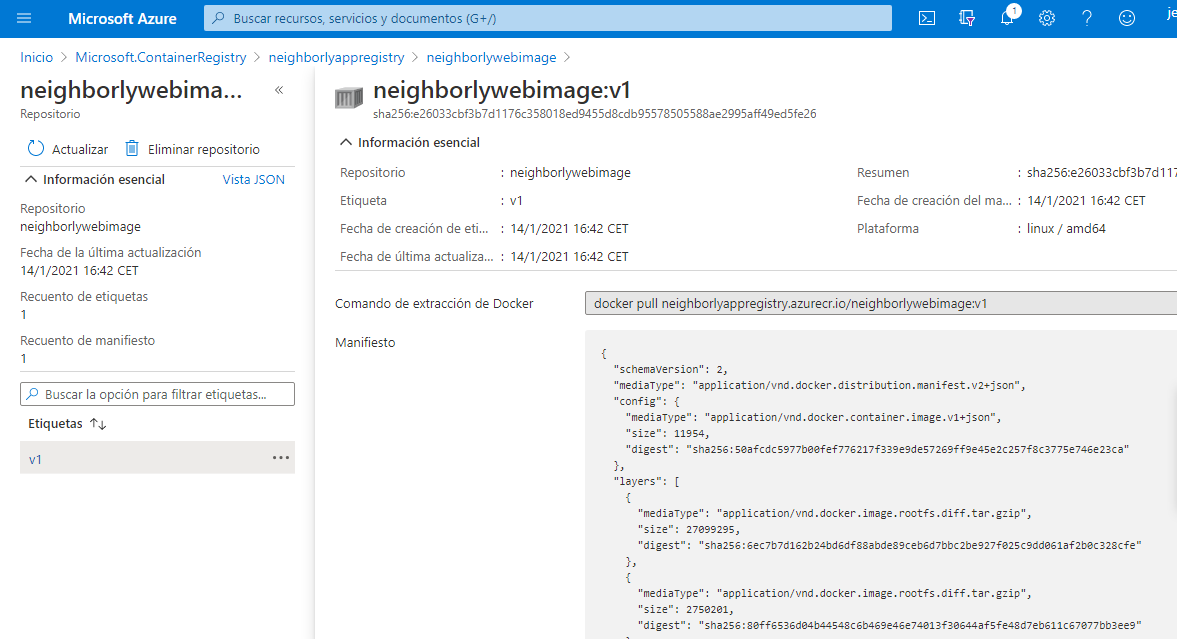 Microsoft Azure
Buscar recursos, servicios y documentos (G+/)
1
je
Inicio > Microsoft.ContainerRegistry > neighborlyappregistry > neighborlywebimage >
neighborlywebima... «
Repositorio
Actualizar Eliminar repositorio
Información esencial Vista JSON
Repositorio
neighborlywebimage
Fecha de la última actualización
14/1/2021 16:42 CET
Recuento de etiquetas
1
Recuento de manifiesto
1
Buscar la opción para filtrar etiquetas...
Etiquetas ↑↓
v1 ...
neighborlywebimage:v1
sha256:e26033cbf3b7d1176c358018ed9455d8cdb95578505588ae2995aff49ed5fe26
Información esencial
Repositorio : neighborlywebimage
Etiqueta : v1
Fecha de creación de eti... : 14/1/2021 16:42 CET
Fecha de última actualiza... : 14/1/2021 16:42 CET
Resumen : sha256:e26033cbf3b7d117
Fecha de creación del ma... : 14/1/2021 16:42 CET
Plataforma : linux / amd64
Comando de extracción de Docker
docker pull neighborlyappregistry.azurecr.io/neighborlywebimage:v1
Manifiesto
{
"schemaVersion": 2,
"mediaType": "application/vnd.docker.distribution.manifest.v2+json",
"config": {
"mediaType": "application/vnd.docker.container.image.v1+json",
"size": 11954,
"digest": "sha256:50afcdc5977b00fef776217f339e9de57269ff9e45e2c257f8c3775e746e23ca"
},
"layers": [
{
"mediaType": "application/vnd.docker.image.rootfs.diff.tar.gzip",
"size": 27099295,
"digest": "sha256:6ec7b7d162b24bd6df88abde89ceb6d7bbc2be927f025c9dd061af2b0c328cfe"
},
{
"mediaType": "application/vnd.docker.image.rootfs.diff.tar.gzip",
"size": 2750201,
"digest": "sha256:80ff6536d04b44548c6b469e46e74013f30644af5fe48d7eb611c67077bb3ee9"